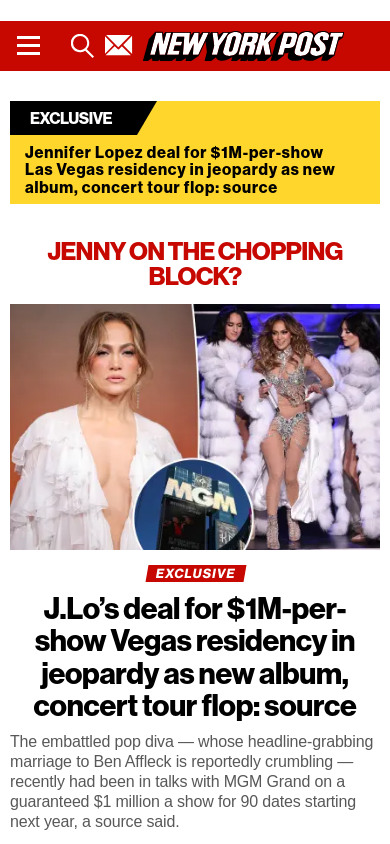 NEW YORK POST
EXCLUSIVE
Jennifer Lopez deal for $1M-per-show
Las Vegas residency in jeopardy as new
album, concert tour flop: source
JENNY ON THE CHOPPING
BLOCK?
MGM
EXCLUSIVE
J.Lo’s deal for $1M-per-
show Vegas residency in
jeopardy as new album,
concert tour flop: source
The embattled pop diva — whose headline-grabbing
marriage to Ben Affleck is reportedly crumbling —
recently had been in talks with MGM Grand on a
guaranteed $1 million a show for 90 dates starting
next year, a source said.